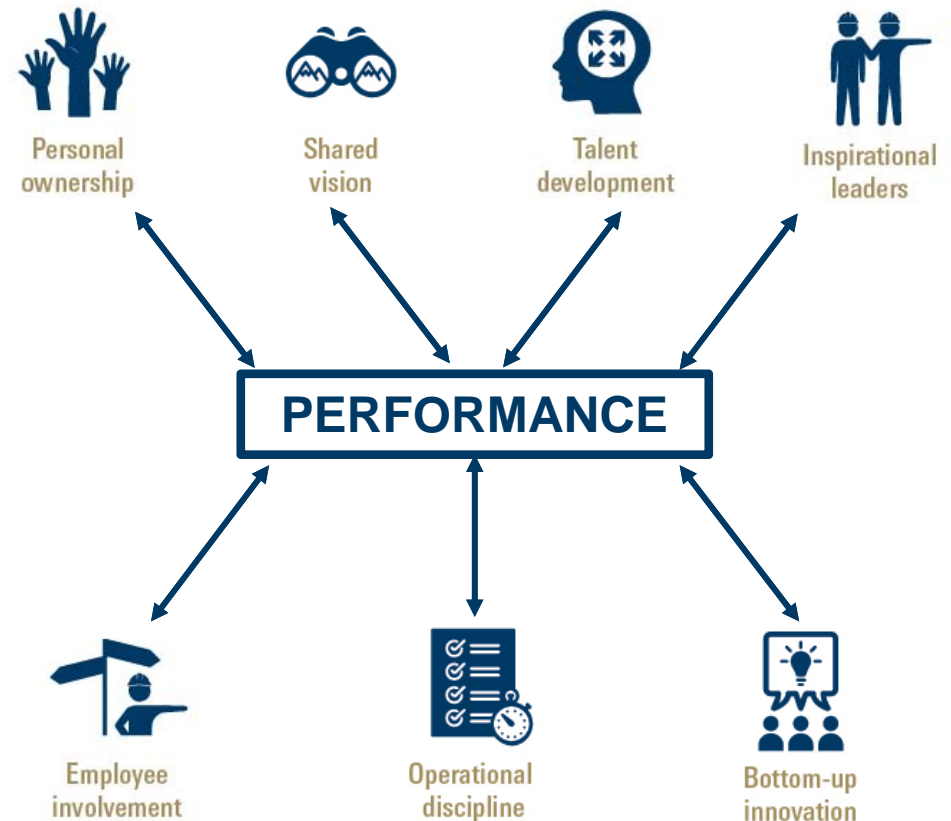 Personal
ownership
Shared
vision
Talent
development
Inspirational
leaders
PERFORMANCE
Employee
involvement
Operational
discipline
Bottom-up
innovation